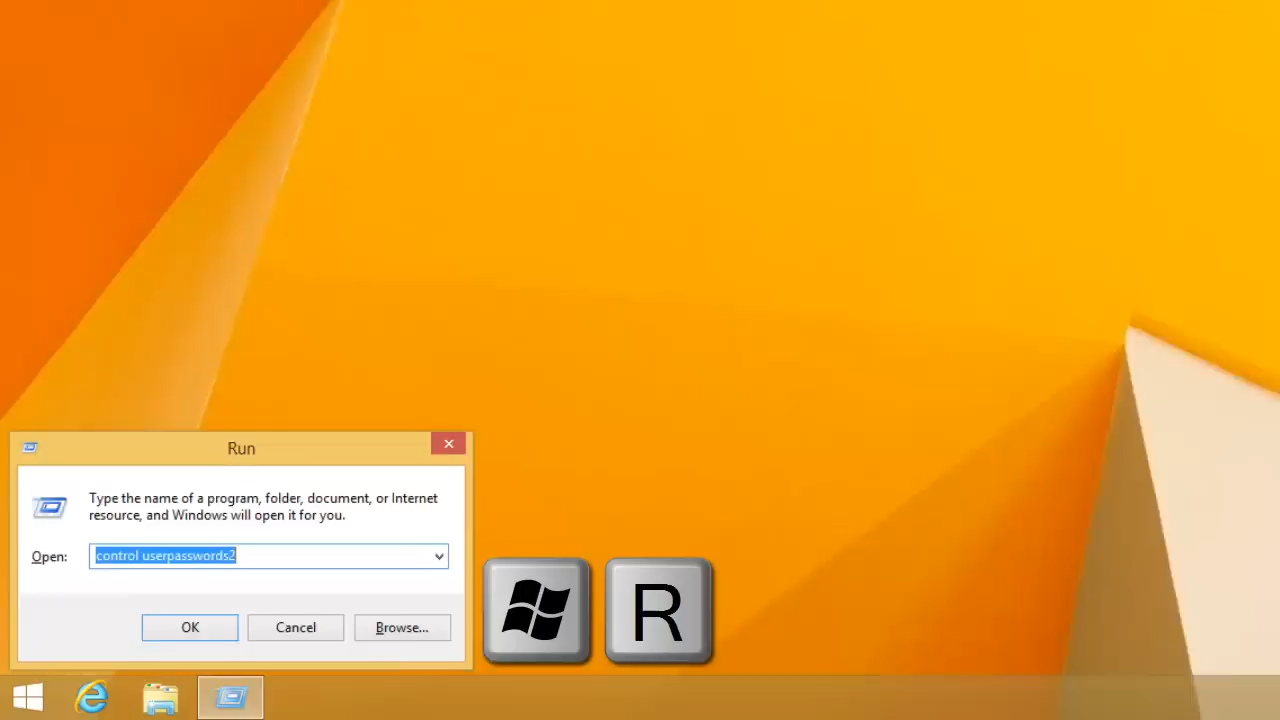 Run
Type the name of a program, folder, document, or Internet
resource, and Windows will open it for you.
Open: control userpasswords2
OK Cancel Browse...
R